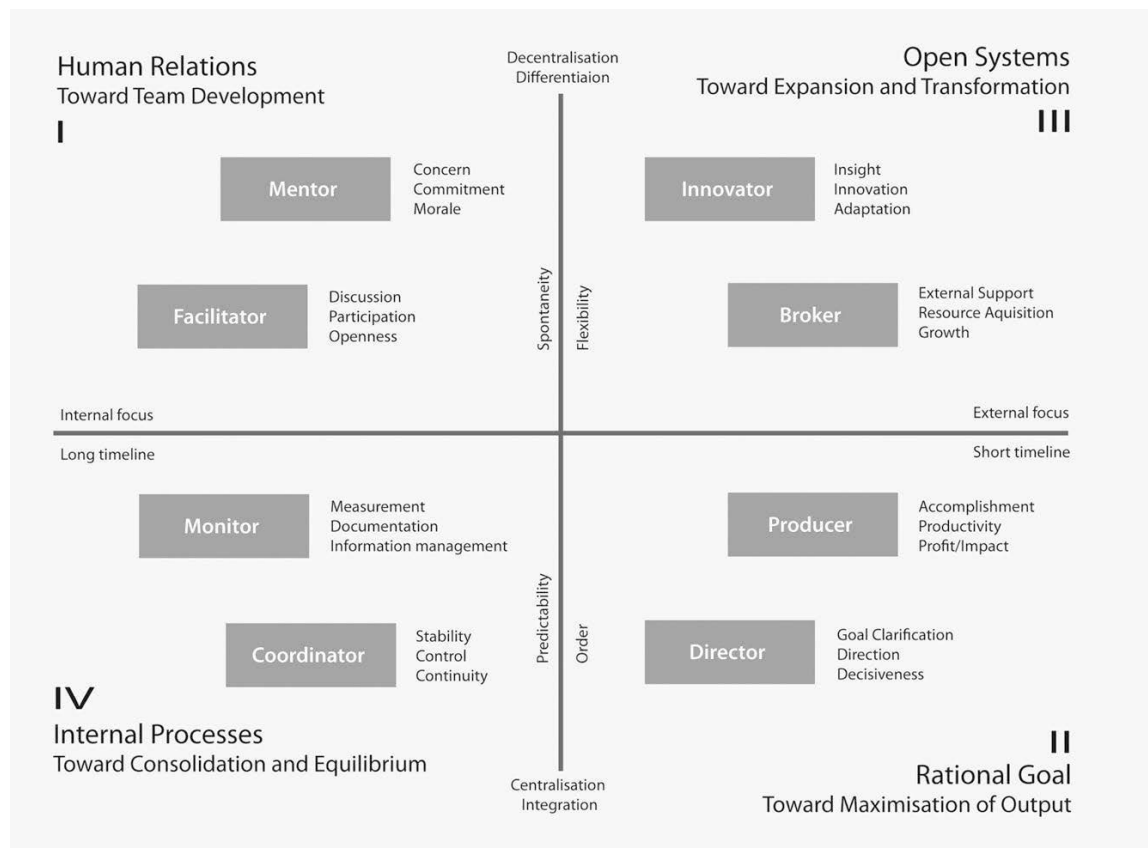 Human Relations
Toward Team Development
I
Decentralisation
Differentiaion
Open Systems
Toward Expansion and Transformation
III
Mentor
Concern
Commitment
Morale
Innovator
Insight
Innovation
Adaptation
Facilitator
Discussion
Participation
Openness
Spontaneity
Flexibility
Broker
External Support
Resource Aquisition
Growth
Internal focus
External focus
Long timeline
Short timeline
Monitor
Measurement
Documentation
Information management
Producer
Accomplishment
Productivity
Profit/Impact
Predictability
Order
Coordinator
Stability
Control
Continuity
Director
Goal Clarification
Direction
Decisiveness
IV
Internal Processes
Toward Consolidation and Equilibrium
Centralisation
Integration
II
Rational Goal
Toward Maximisation of Output